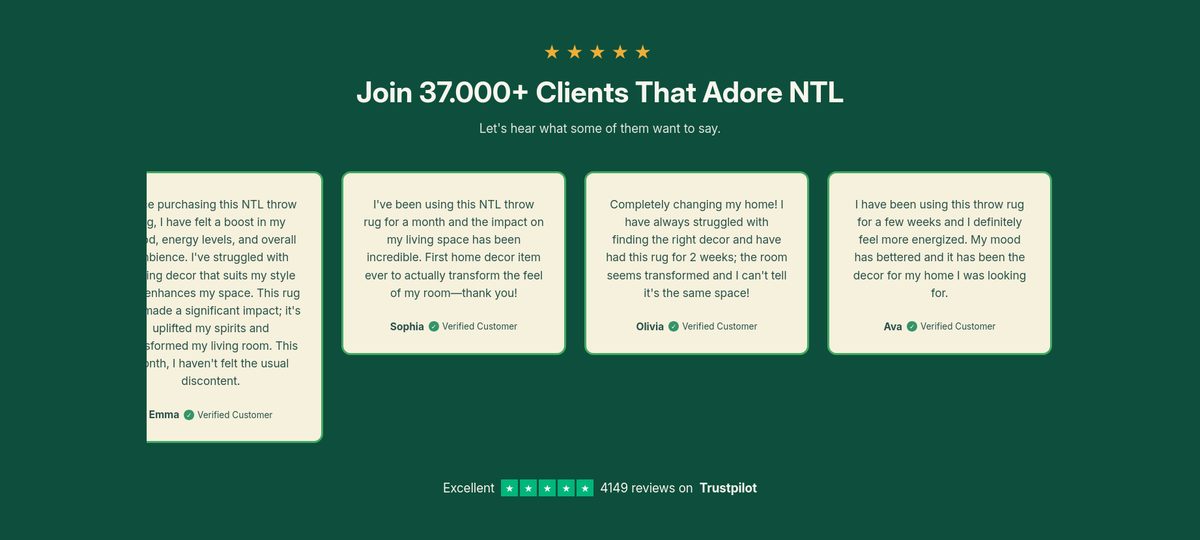 Join 37.000+ Clients That Adore NTL
Let's hear what some of them want to say.
purchasing this NTL throw
I have felt a boost in my
energy levels, and overall
I've struggled with
decor that suits my style
enhances my space. This rug
made a significant impact; it's
uplifted my spirits and
my living room. This
I haven't felt the usual
discontent.
Emma Verified Customer
I've been using this NTL throw
rug for a month and the impact on
my living space has been
incredible. First home decor item
ever to actually transform the feel
of my room—thank you!
Sophia Verified Customer
Completely changing my home! I
have always struggled with
finding the right decor and have
had this rug for 2 weeks; the room
seems transformed and I can't tell
it's the same space!
Olivia Verified Customer
I have been using this throw rug
for a few weeks and I definitely
feel more energized. My mood
has bettered and it has been the
decor for my home I was looking
for.
Ava Verified Customer
Excellent 4149 reviews on Trustpilot